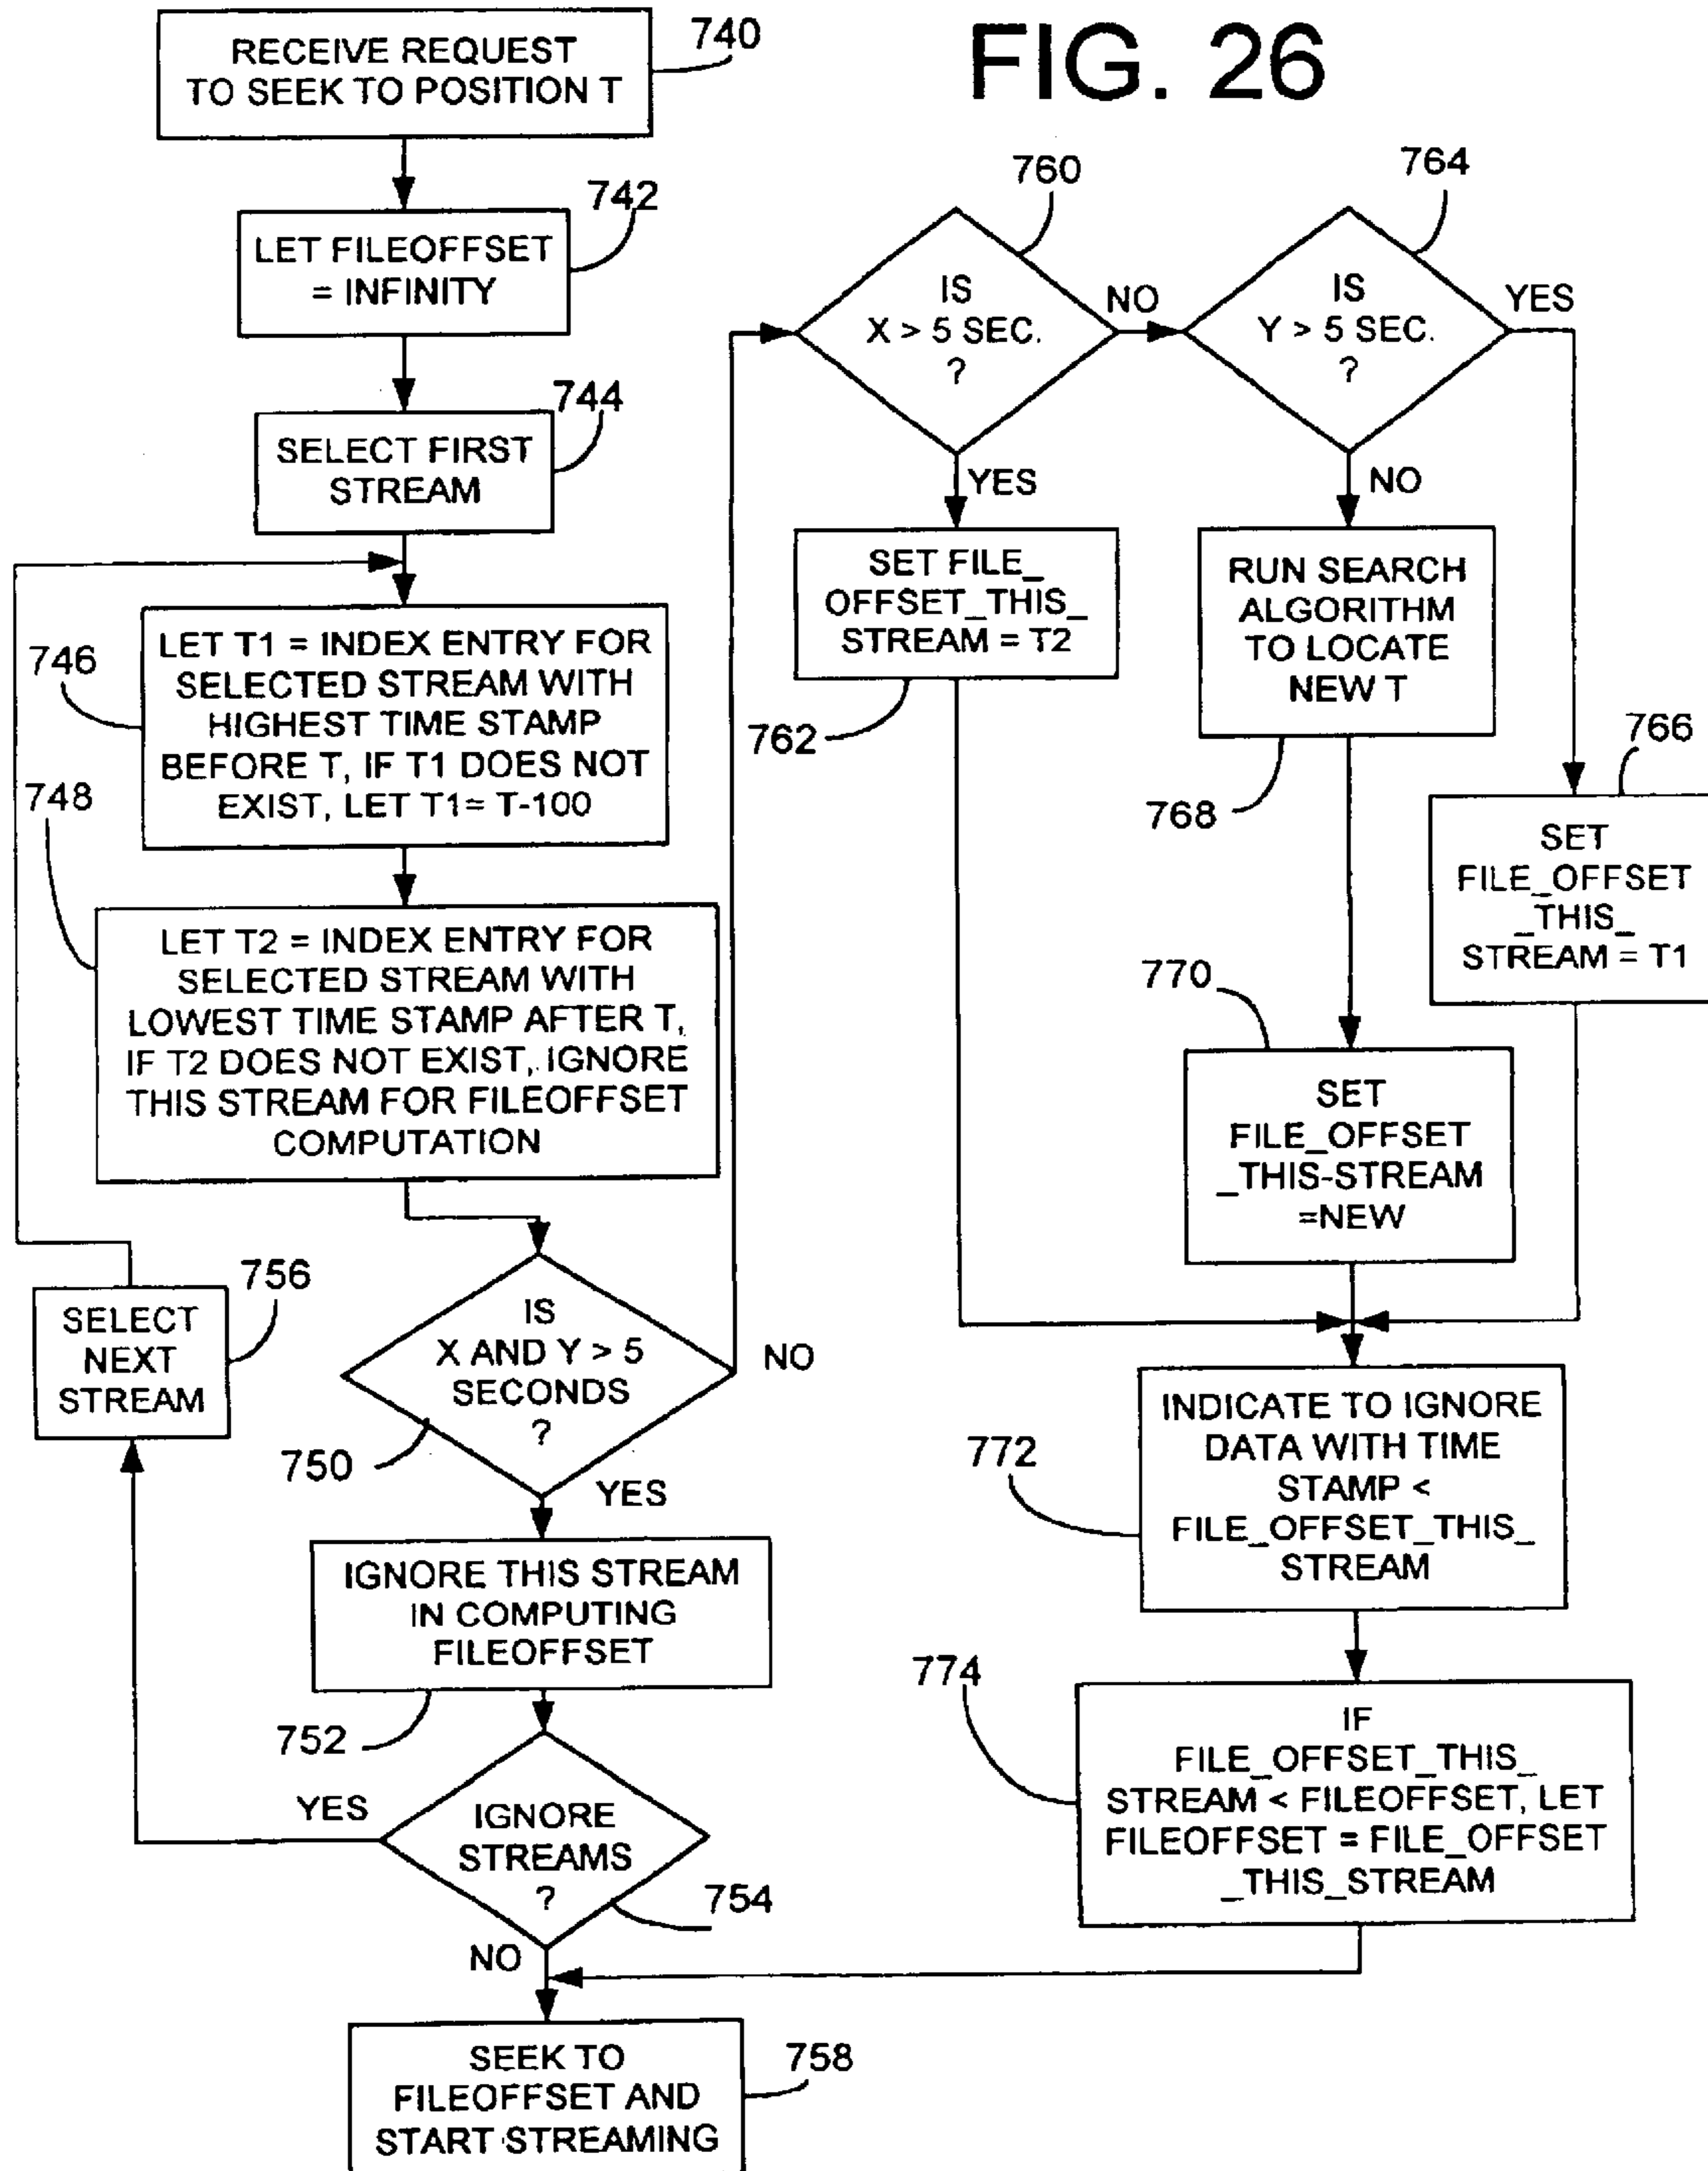 FIG. 26
740
RECEIVE REQUEST
TO SEEK TO POSITION T
742
LET FILEOFFSET
= INFINITY
744
SELECT FIRST
STREAM
746
LET T1 = INDEX ENTRY FOR
SELECTED STREAM WITH
HIGHEST TIME STAMP
BEFORE T, IF T1 DOES NOT
EXIST, LET T1= T-100
748
LET T2 = INDEX ENTRY FOR
SELECTED STREAM WITH
LOWEST TIME STAMP AFTER T,
IF T2 DOES NOT EXIST, IGNORE
THIS STREAM FOR FILEOFFSET
COMPUTATION
756
SELECT
NEXT
STREAM
IS
X AND Y > 5
SECONDS
?
NO
750
YES
IGNORE THIS STREAM
IN COMPUTING
FILEOFFSET
752
YES
IGNORE
STREAMS
?
754
NO
SEEK TO
FILEOFFSET AND
START STREAMING
758
760
IS
X > 5 SEC.
?
NO
YES
764
IS
Y > 5 SEC.
?
YES
NO
SET FILE_
OFFSET_THIS_
STREAM = T2
762
RUN SEARCH
ALGORITHM
TO LOCATE
NEW T
768
766
SET
FILE_OFFSET
_THIS_
STREAM = T1
770
SET
FILE_OFFSET
_THIS-STREAM
=NEW
772
INDICATE TO IGNORE
DATA WITH TIME
STAMP <
FILE_OFFSET_THIS_
STREAM
774
IF
FILE_OFFSET_THIS_
STREAM < FILEOFFSET, LET
FILEOFFSET = FILE_OFFSET
_THIS_STREAM